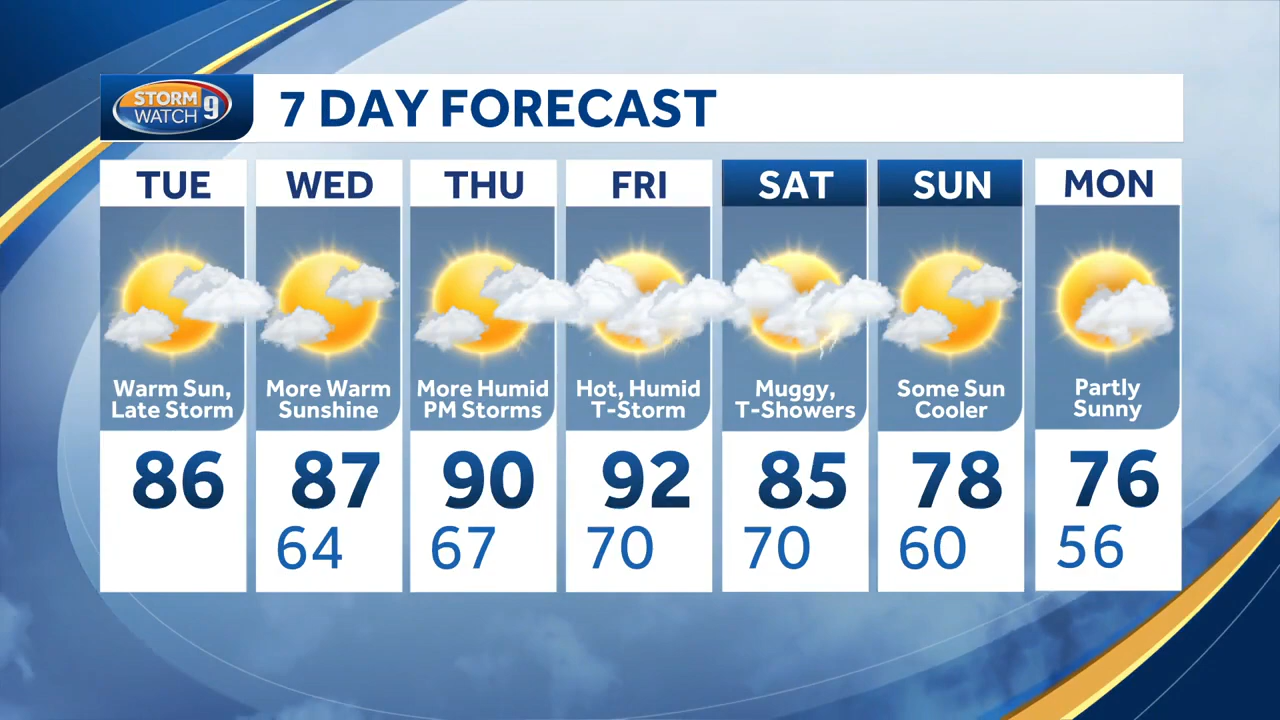 STORM
WATCH 9
7 DAY FORECAST
TUE
Warm Sun,
Late Storm
86
WED
More Warm
Sunshine
87
64
THU
More Humid
PM Storms
90
67
FRI
Hot, Humid
T-Storm
92
70
SAT
Muggy,
T-Showers
85
70
SUN
Some Sun
Cooler
78
60
MON
Partly
Sunny
76
56